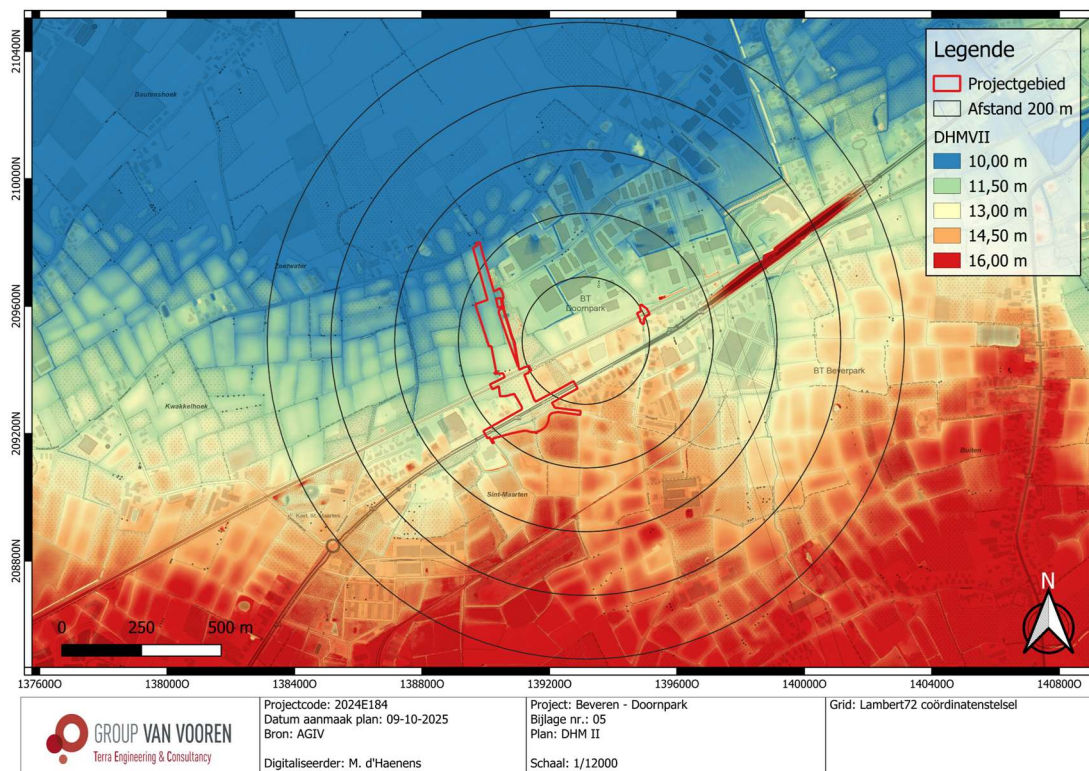 Legende
Projectgebied
Afstand 200 m
DHMVII
10,00 m
11,50 m
13,00 m
14,50 m
16,00 m
210400N
210000N
209600N
209200N
208800N
Zoetwater
BT
Doornpark
BT Beverpark
Kwakkelhoek
Buiten
Sint-Maarten
N
0 250 500 m
1376000 1380000 1384000 1388000 1392000 1396000 1400000 1404000 1408000
GROUP VAN VOOREN
Terra Engineering & Consultancy
Projectcode: 2024E184
Datum aanmaak plan: 09-10-2025
Bron: AGIV
Digitaliseerder: M. d'Haenens
Project: Beveren - Doornpark
Bijlage nr.: 05
Plan: DHM II
Schaal: 1/12000
Grid: Lambert72 coördinatenstelsel